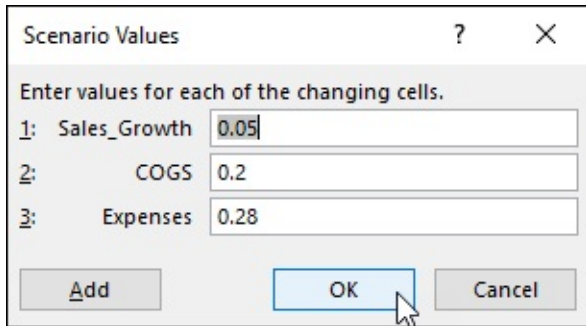 Scenario Values ? ×
Enter values for each of the changing cells.
1: Sales_Growth 0.05
2: COGS 0.2
3: Expenses 0.28
Add OK Cancel